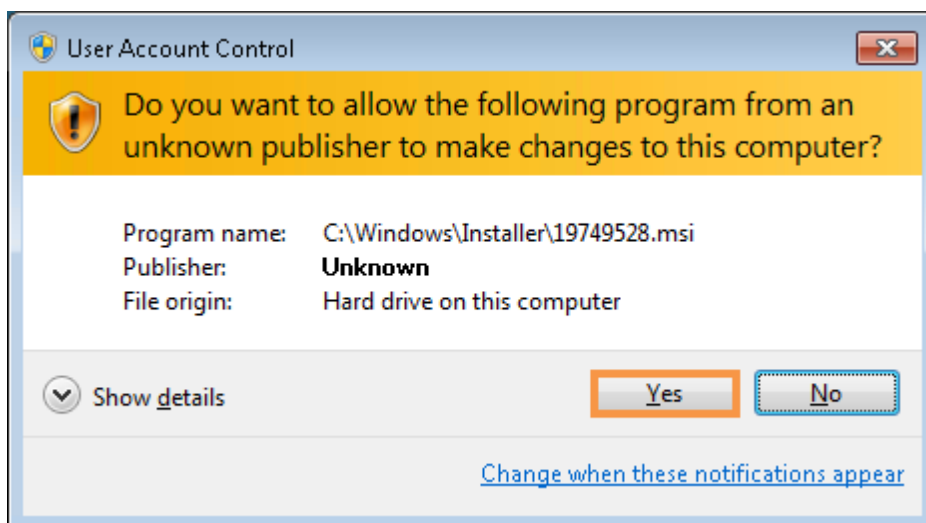 User Account Control
Do you want to allow the following program from an
unknown publisher to make changes to this computer?
Program name: C:\Windows\Installer\19749528.msi
Publisher: Unknown
File origin: Hard drive on this computer
Show details Yes No
Change when these notifications appear